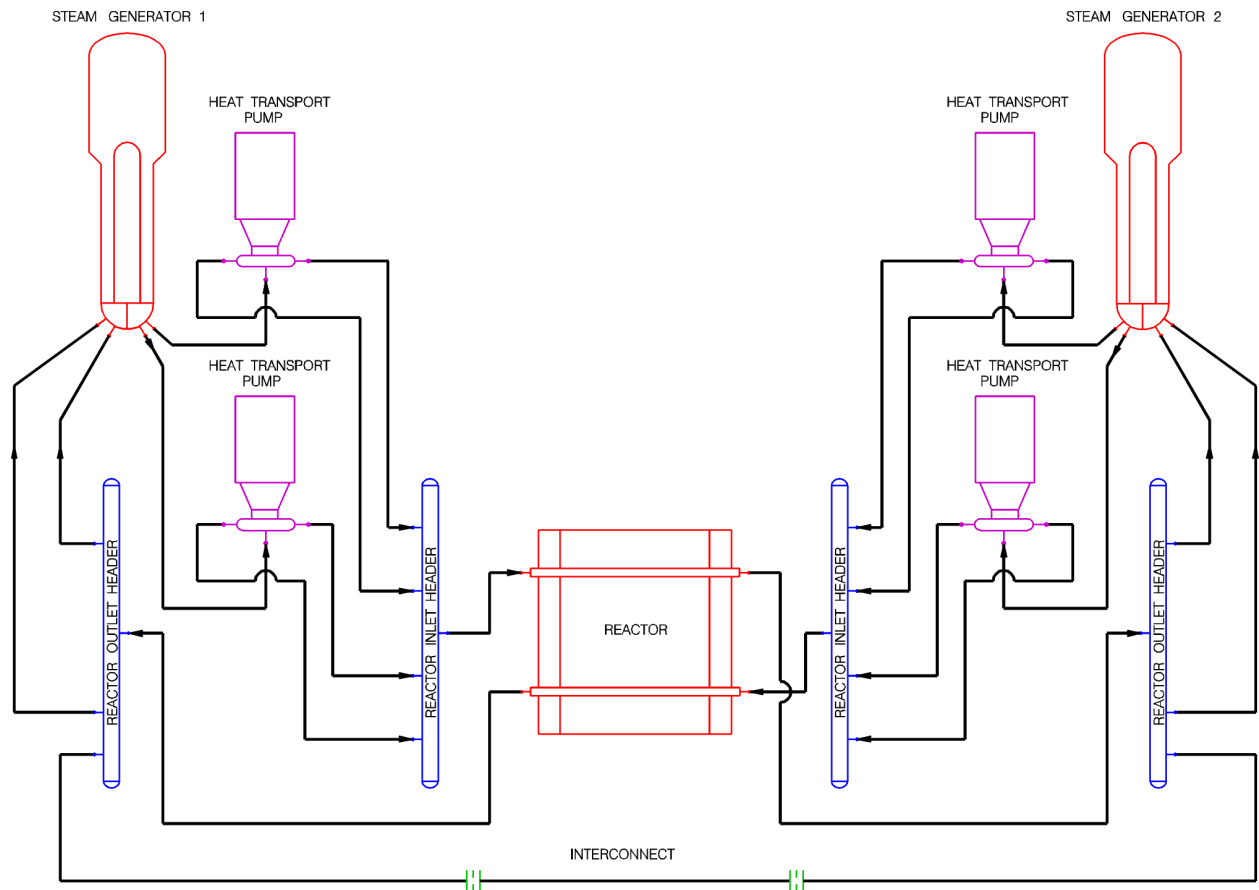 STEAM GENERATOR 1
STEAM GENERATOR 2
HEAT TRANSPORT
PUMP
HEAT TRANSPORT
PUMP
HEAT TRANSPORT
PUMP
HEAT TRANSPORT
PUMP
REACTOR OUTLET HEADER
REACTOR INLET HEADER
REACTOR
REACTOR INLET HEADER
REACTOR OUTLET HEADER
INTERCONNECT